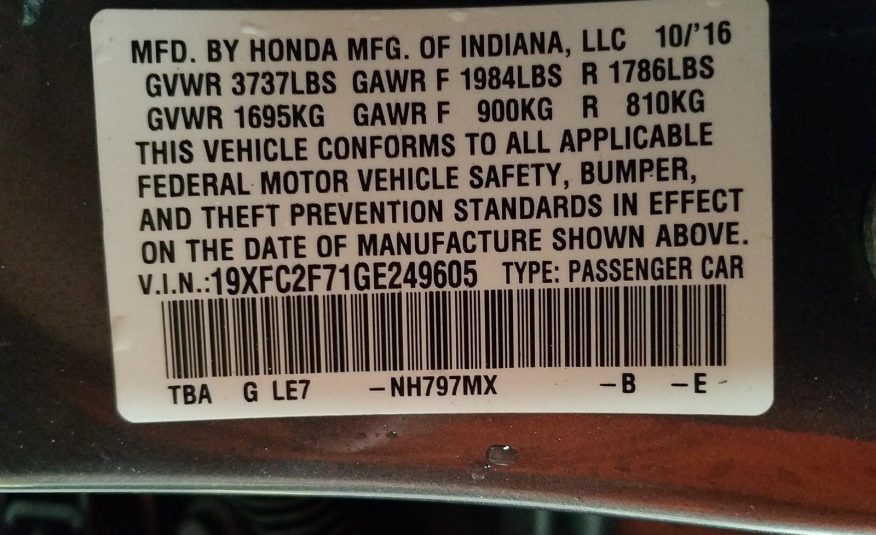 MFD. BY HONDA MFG. OF INDIANA, LLC 10/'16
GVWR 3737LBS GAWR F 1984LBS R 1786LBS
GVWR 1695KG GAWR F 900KG R 810KG
THIS VEHICLE CONFORMS TO ALL APPLICABLE
FEDERAL MOTOR VEHICLE SAFETY, BUMPER,
AND THEFT PREVENTION STANDARDS IN EFFECT
ON THE DATE OF MANUFACTURE SHOWN ABOVE.
V.I.N.:19XFC2F71GE249605 TYPE: PASSENGER CAR
TBA G LE7 –NH797MX –B –E -